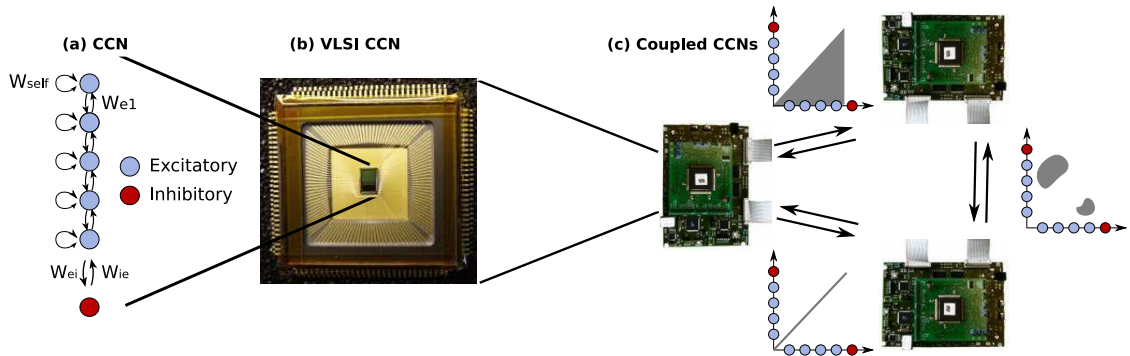 (a) CCN
(b) VLSI CCN
(c) Coupled CCNs
Wself
We1
Excitatory
Inhibitory
Wei
Wie